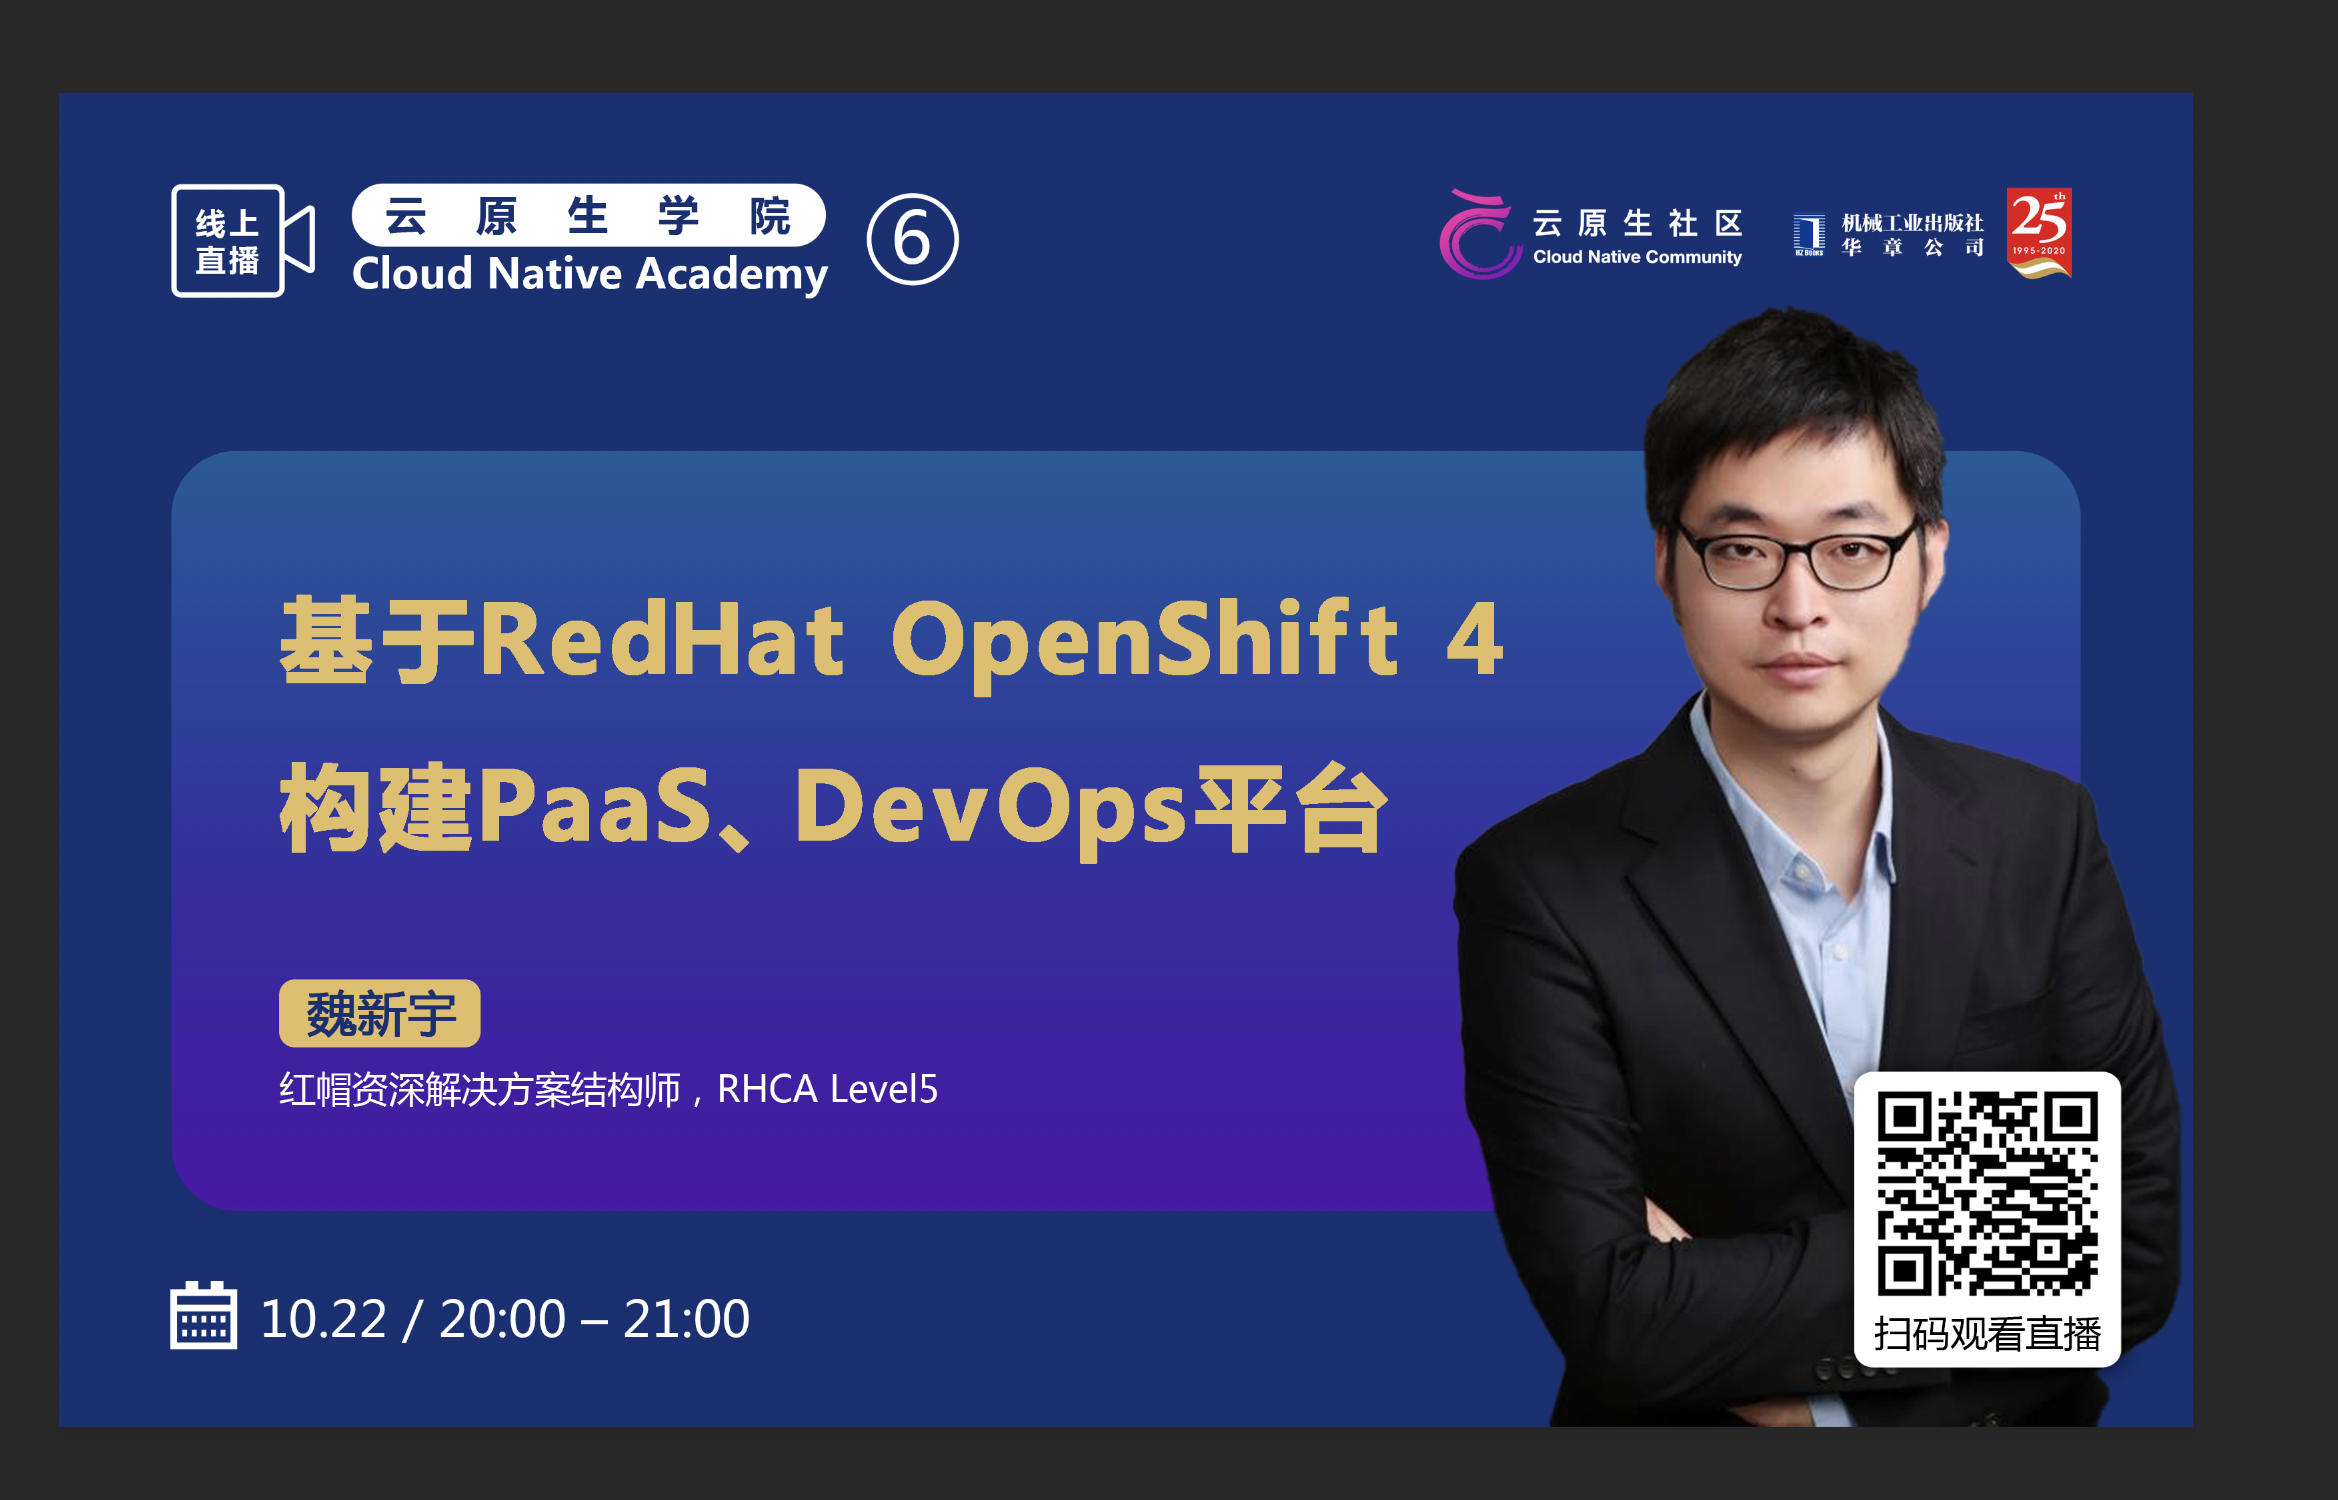 线上
直播
云原生学院
Cloud Native Academy
⑥
云原生社区
Cloud Native Community
HZ BOOKS
机械工业出版社
华章公司
25th
1995-2020
基于RedHat OpenShift 4
构建PaaS、DevOps平台
魏新宇
红帽资深解决方案结构师，RHCA Level5
10.22 / 20:00 – 21:00
扫码观看直播